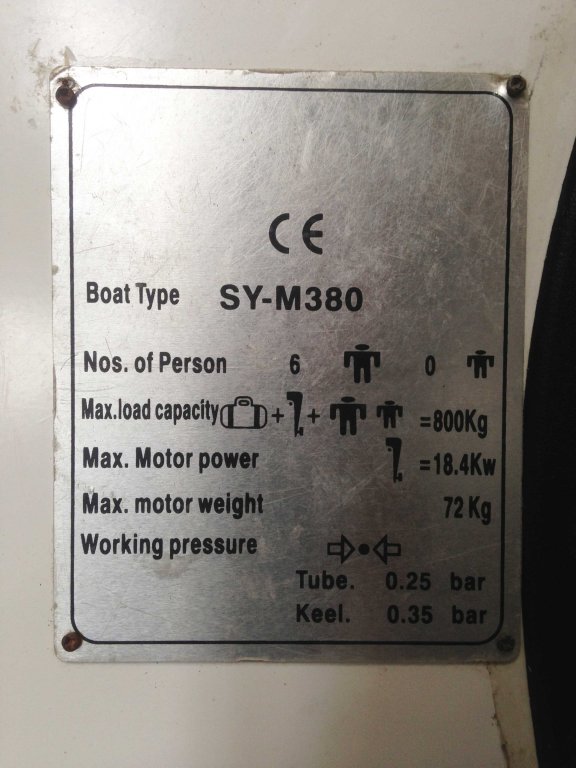 CE
Boat Type SY-M380
Nos. of Person 6 0
Max.load capacity + + =800Kg
Max. Motor power =18.4Kw
Max. motor weight 72 Kg
Working pressure
Tube. 0.25 bar
Keel. 0.35 bar